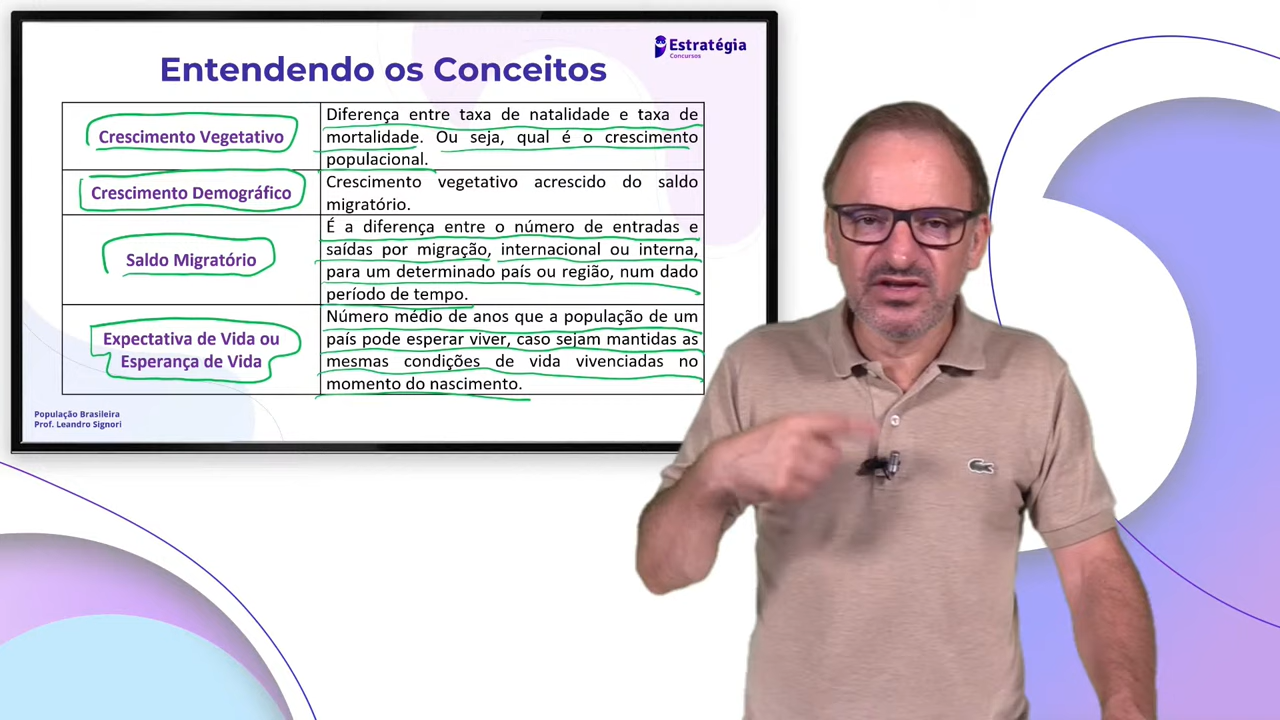 Estratégia
Concursos
Entendendo os Conceitos
Crescimento Vegetativo
Diferença entre taxa de natalidade e taxa de
mortalidade. Ou seja, qual é o crescimento
populacional.
Crescimento Demográfico
Crescimento vegetativo acrescido do saldo
migratório.
Saldo Migratório
É a diferença entre o número de entradas e
saídas por migração, internacional ou interna,
para um determinado país ou região, num dado
período de tempo.
Expectativa de Vida ou
Esperança de Vida
Número médio de anos que a população de um
país pode esperar viver, caso sejam mantidas as
mesmas condições de vida vivenciadas no
momento do nascimento.
População Brasileira
Prof. Leandro Signori